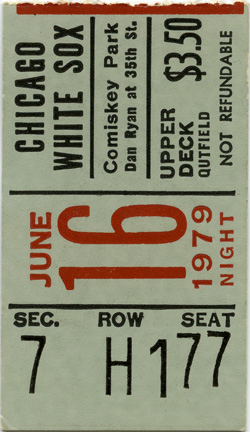 CHICAGO
WHITE SOX
Comiskey Park
Dan Ryan at 35th St.
$3.50
UPPER
DECK
OUTFIELD
NOT REFUNDABLE
JUNE
16
1979
NIGHT
SEC. ROW SEAT
7 H 177